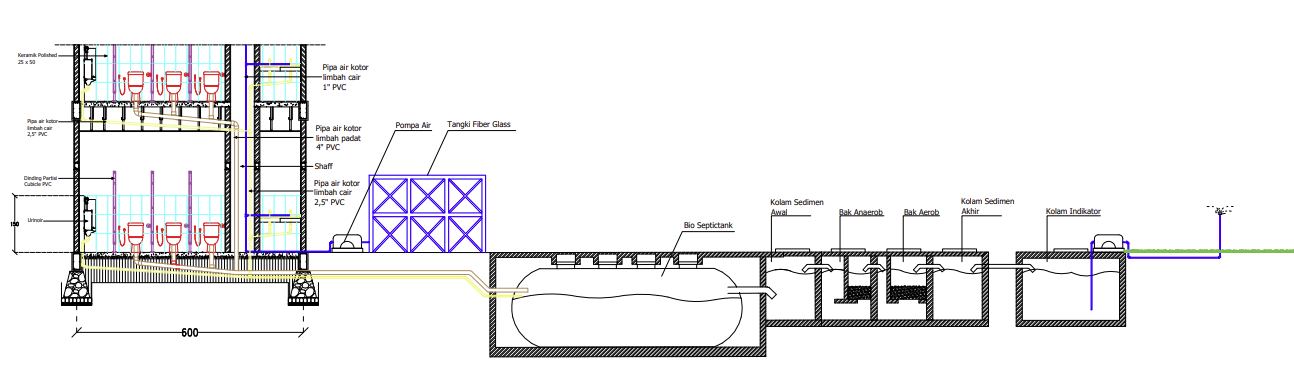 Keramik Polished
25 x 50
Pipa air kotor
limbah cair
1" PVC
Pipa air kotor
limbah cair
2,5" PVC
Pipa air kotor
limbah padat
4" PVC
Shaff
Dinding Partisi
Cubicle PVC
Pipa air kotor
limbah cair
2,5" PVC
Urinoir
150
600
Pompa Air
Tangki Fiber Glass
Bio Septictank
Kolam Sedimen
Awal
Bak Anaerob
Bak Aerob
Kolam Sedimen
Akhir
Kolam Indikator